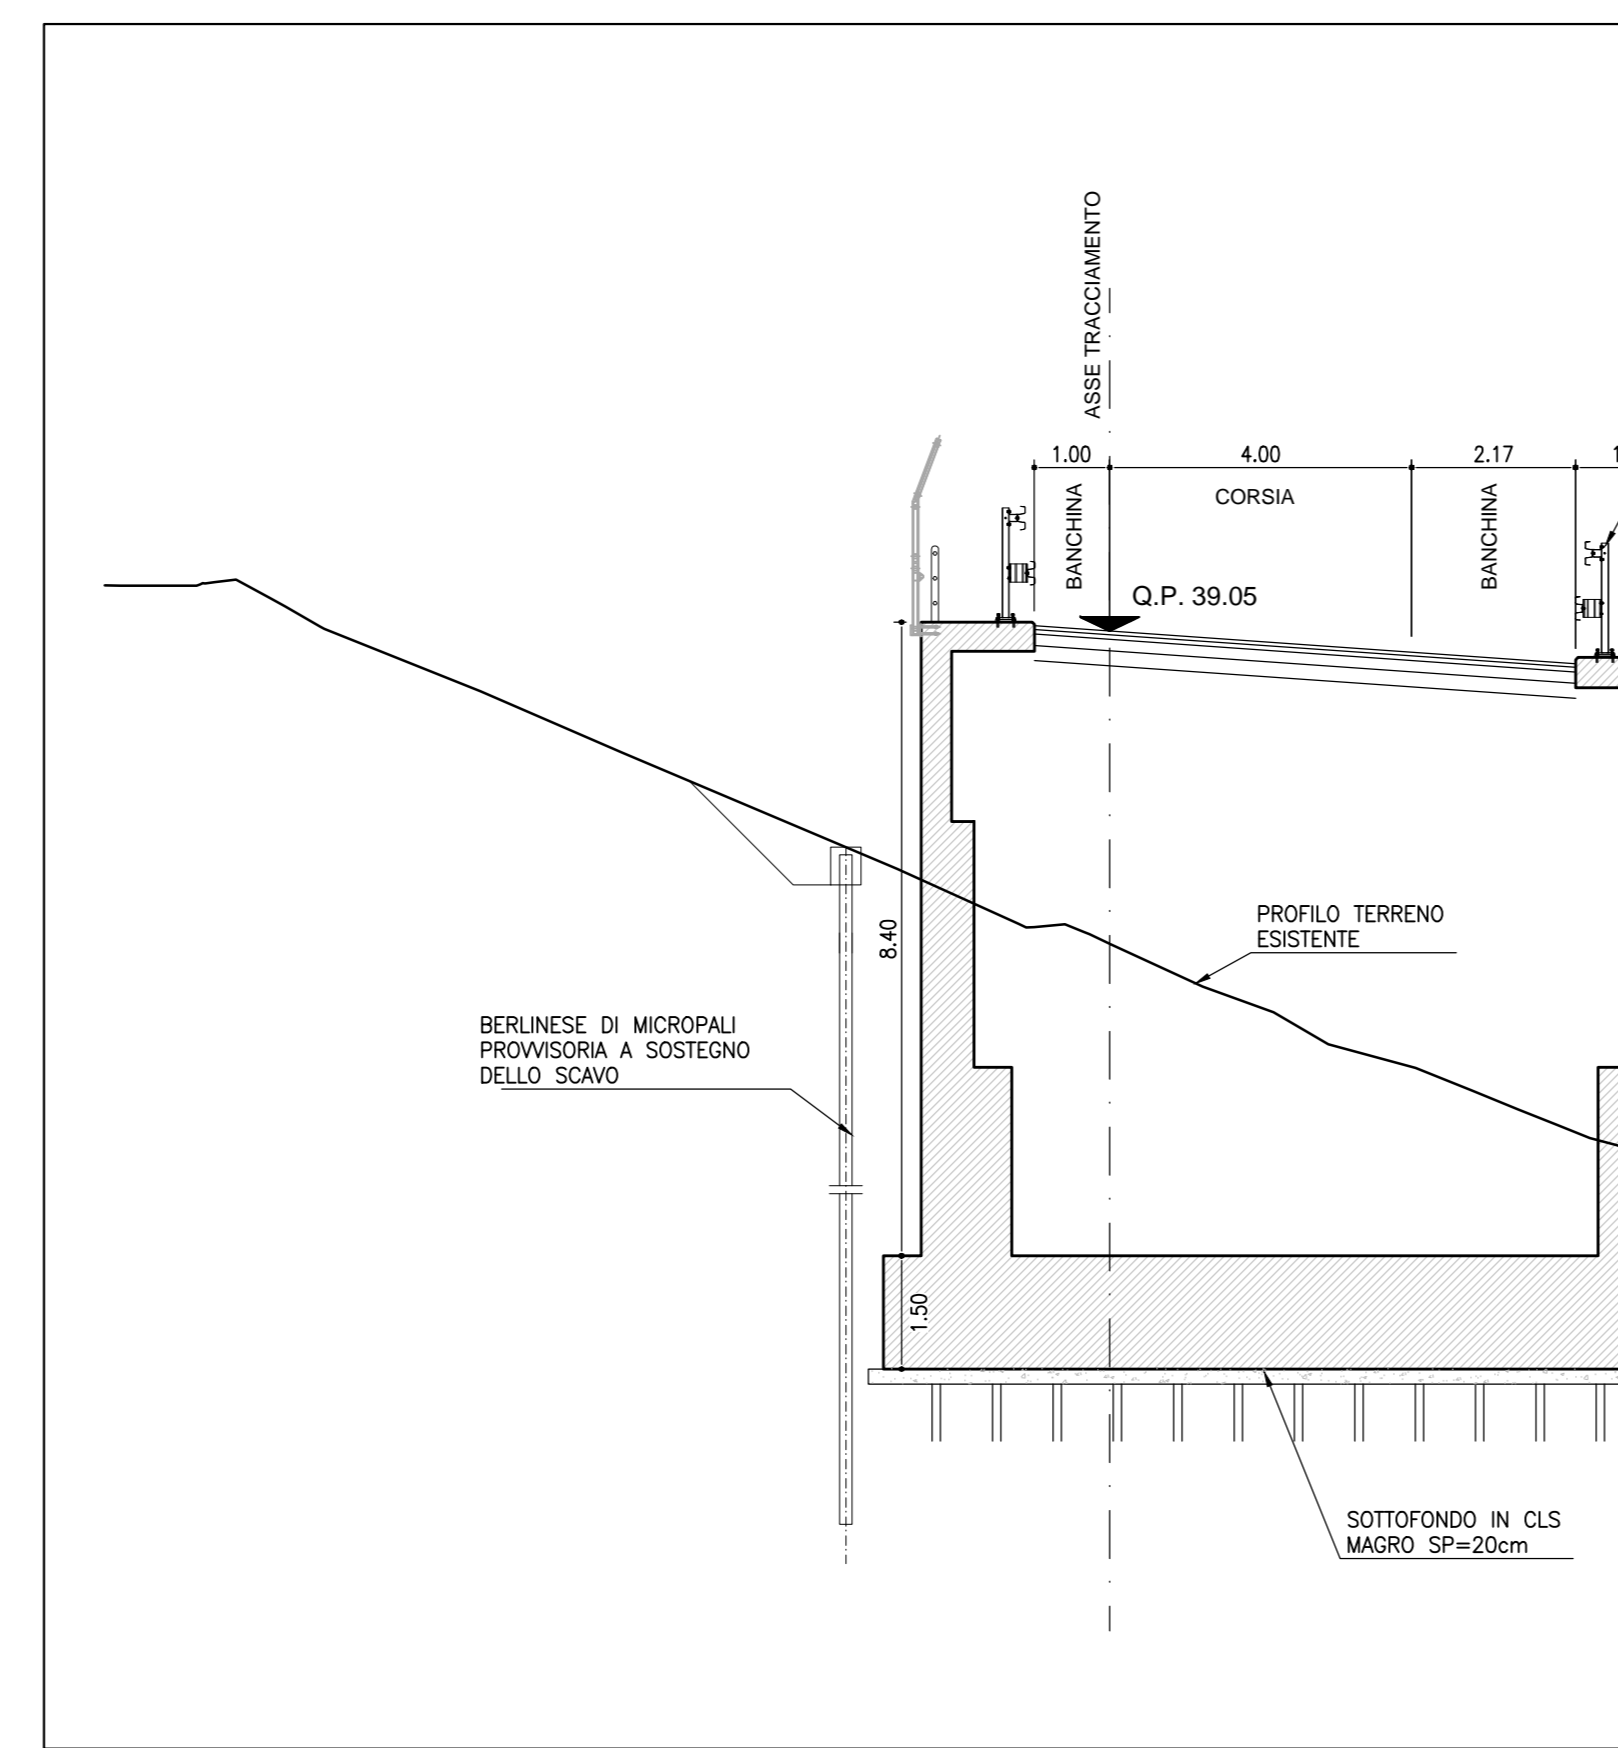 ASSE TRACCIAMENTO
1.00
4.00
2.17
BANCHINA
CORSIA
BANCHINA
Q.P. 39.05
8.40
PROFILO TERRENO
ESISTENTE
BERLINESE DI MICROPALI
PROVVISORIA A SOSTEGNO
DELLO SCAVO
1.50
SOTTOFONDO IN CLS
MAGRO SP=20cm